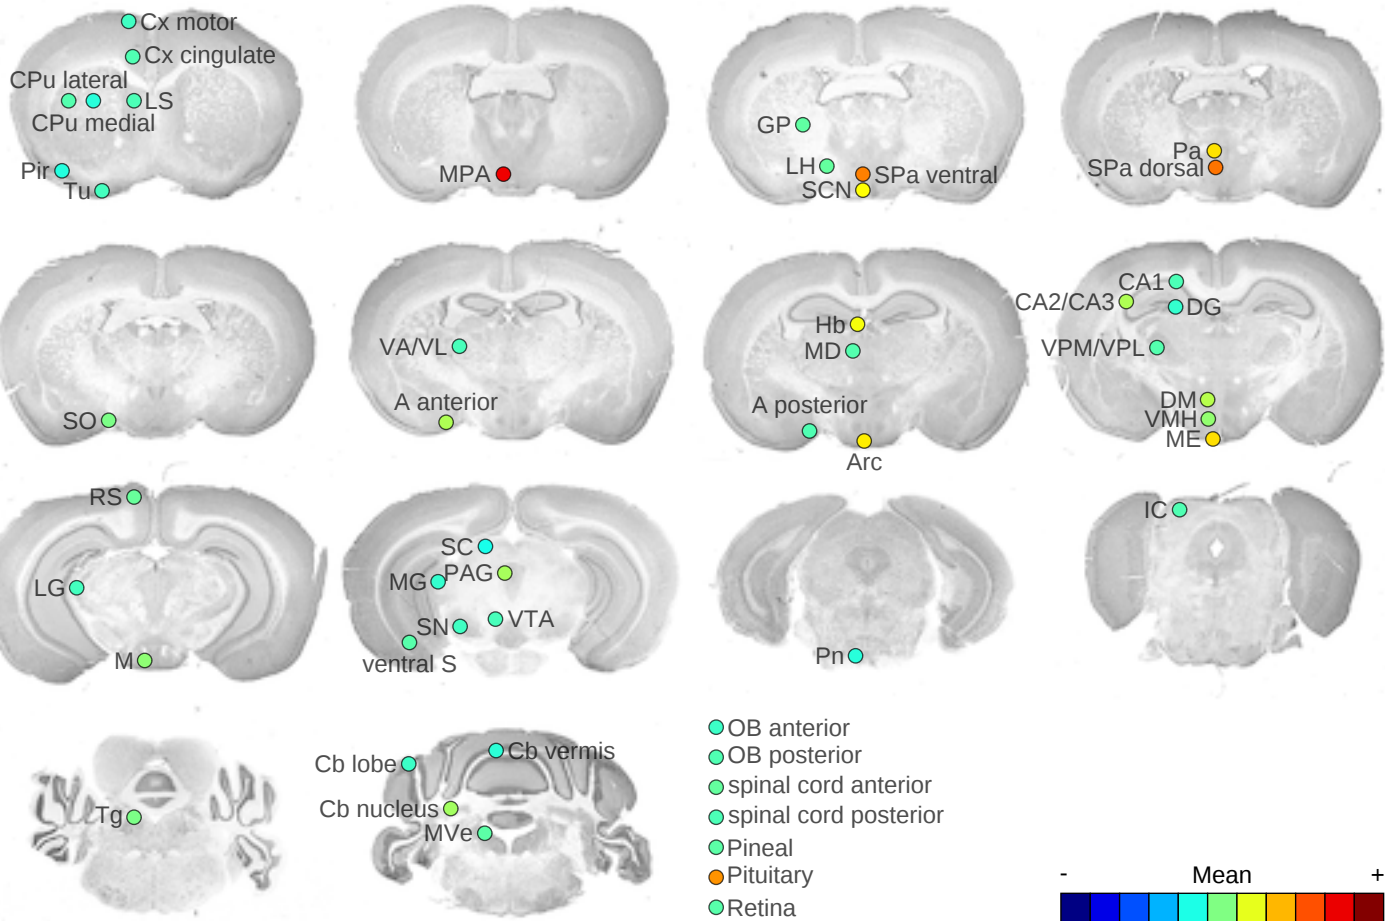 Cx motor
Cx cingulate
CPu lateral
LS
CPu medial
Pir
Tu
MPA
GP
LH
SPa ventral
SCN
Pa
SPa dorsal
SO
VA/VL
A anterior
Hb
MD
A posterior
Arc
CA1
CA2/CA3
DG
VPM/VPL
DM
VMH
ME
RS
LG
M
SC
MG
PAG
SN
VTA
ventral S
Pn
IC
Tg
Cb lobe
Cb vermis
Cb nucleus
MVe
OB anterior
OB posterior
spinal cord anterior
spinal cord posterior
Pineal
Pituitary
Retina
- Mean +